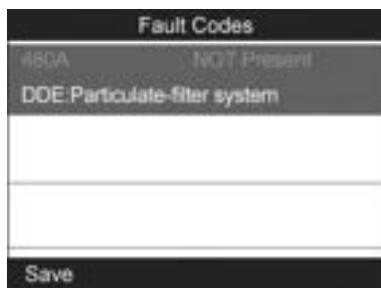 Fault Codes
480A NOT Present
DDE:Particulate-filter system
Save